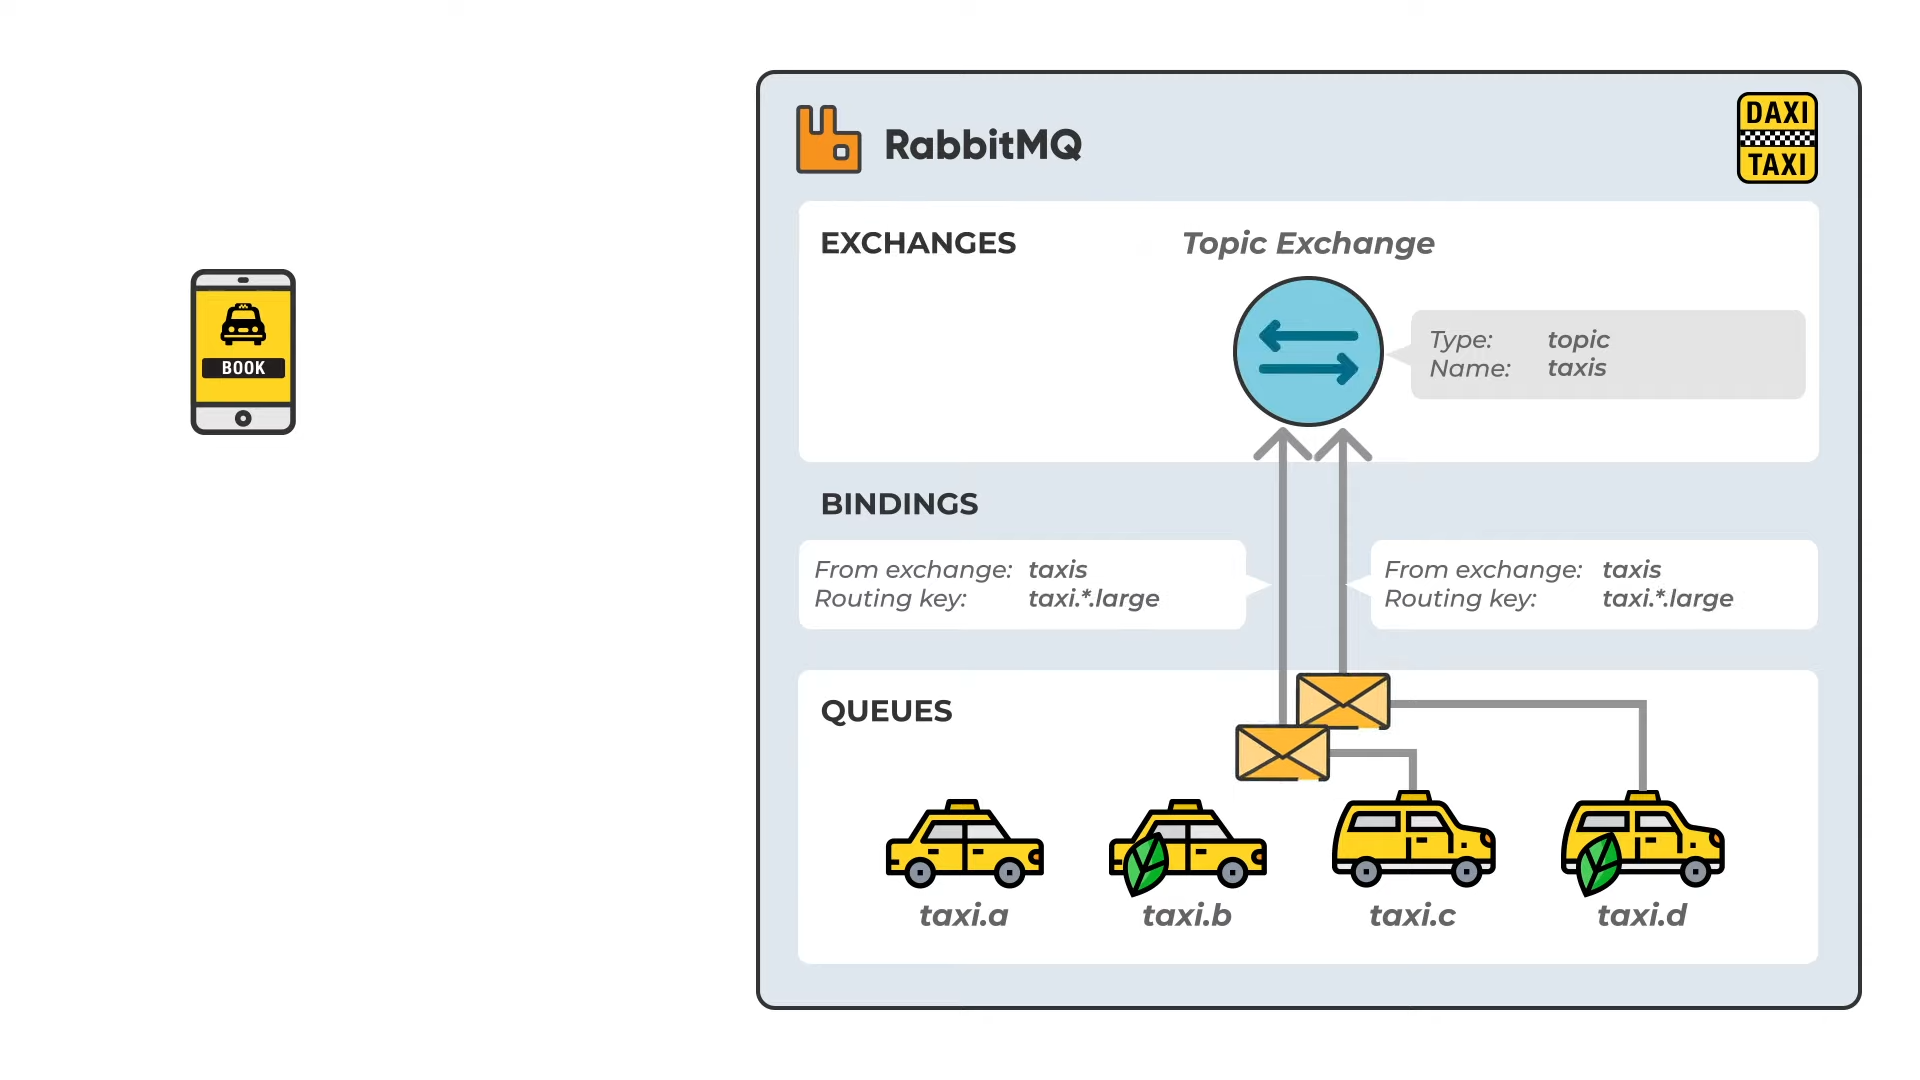 RabbitMQ
DAXI
TAXI
EXCHANGES
Topic Exchange
BOOK
Type: topic
Name: taxis
BINDINGS
From exchange: taxis
Routing key: taxi.*.large
From exchange: taxis
Routing key: taxi.*.large
QUEUES
taxi.a
taxi.b
taxi.c
taxi.d